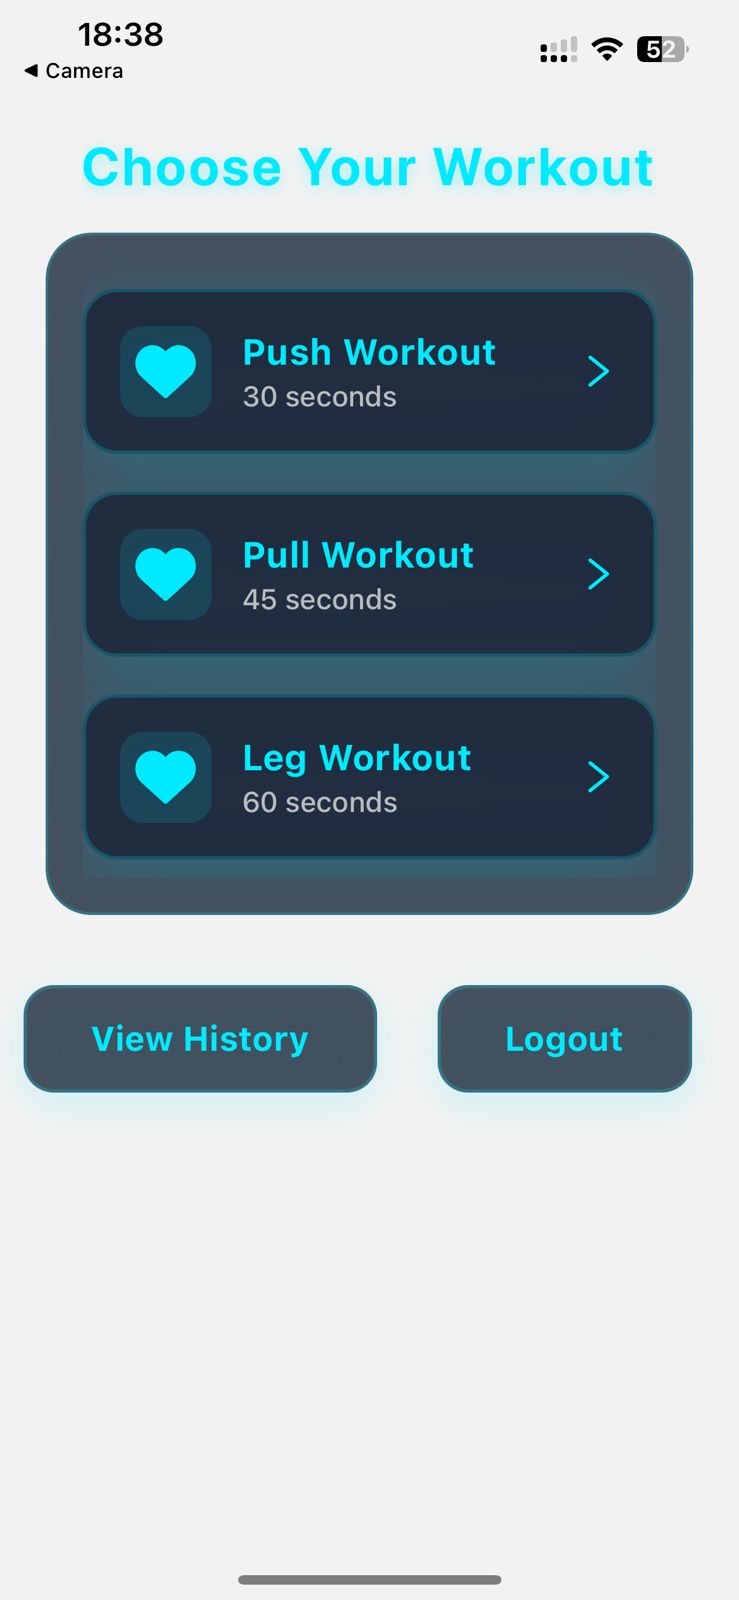 18:38
52
◀ Camera
Choose Your Workout
Push Workout
30 seconds
Pull Workout
45 seconds
Leg Workout
60 seconds
View History
Logout